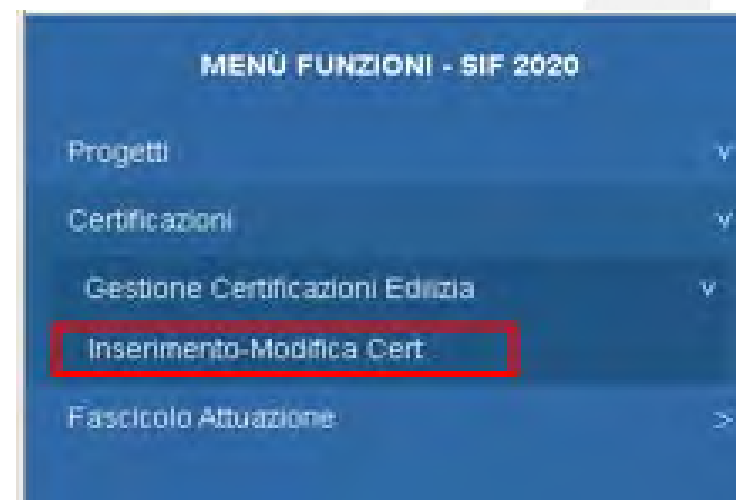 MENÙ FUNZIONI - SIF 2020
Progetti v
Certificazioni v
Gestione Certificazioni Edilizia v
Inserimento-Modifica Cert
Fascicolo Attuazione >